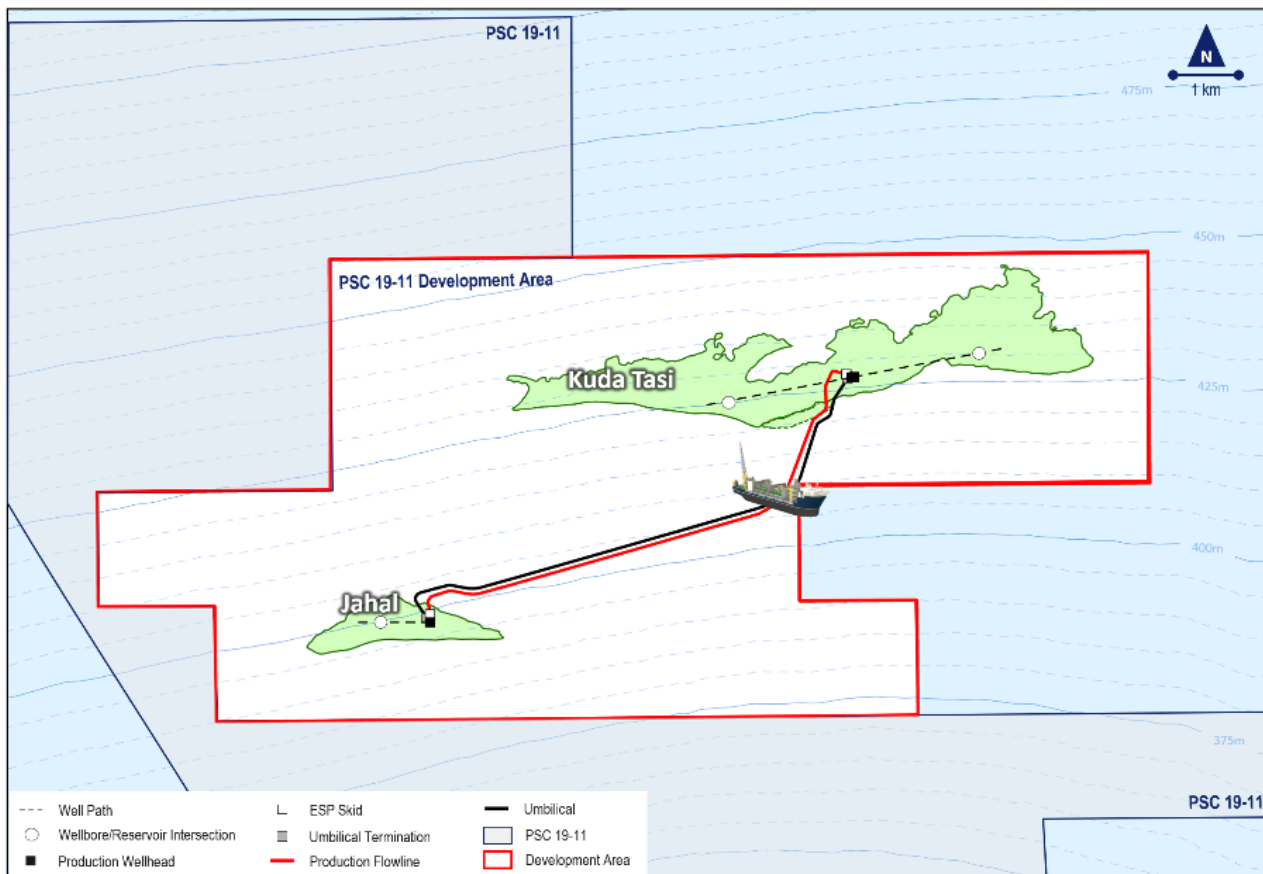 PSC 19-11
N
1 km
475m
450m
PSC 19-11 Development Area
Kuda Tasi
425m
400m
Jahal
375m
PSC 19-11
Well Path
ESP Skid
Umbilical
Wellbore/Reservoir Intersection
Umbilical Termination
PSC 19-11
Production Wellhead
Production Flowline
Development Area